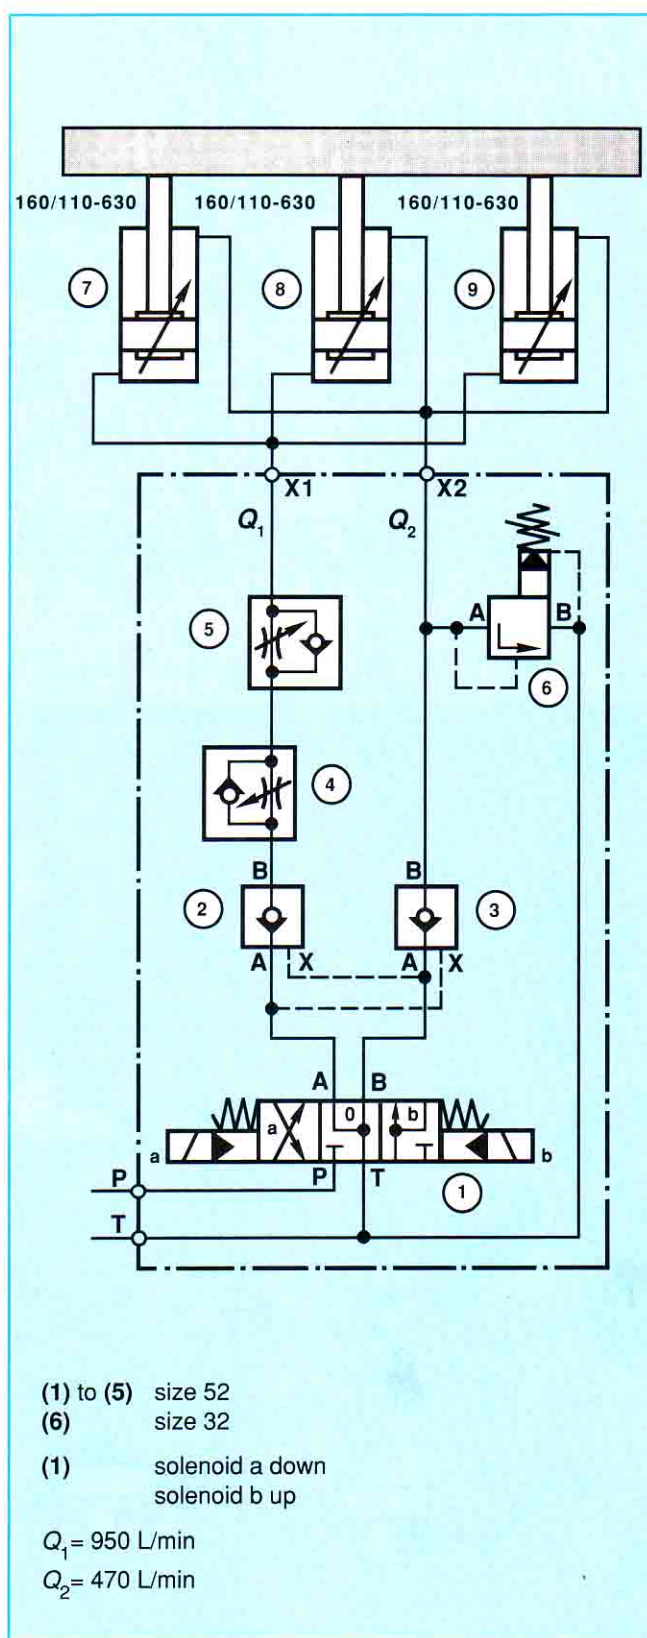 160/110-630 160/110-630 160/110-630
7 8 9
X1 X2
Q1 Q2
A B
5
6
4
B B
2 3
A X A X
A B
a 0 b
a b
P P T
1
T
(1) to (5) size 52
(6) size 32
(1) solenoid a down
solenoid b up
Q1= 950 L/min
Q2= 470 L/min